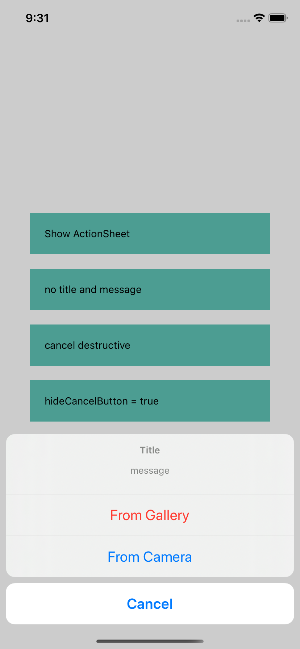 9:31
Show ActionSheet
no title and message
cancel destructive
hideCancelButton = true
Title
message
From Gallery
From Camera
Cancel